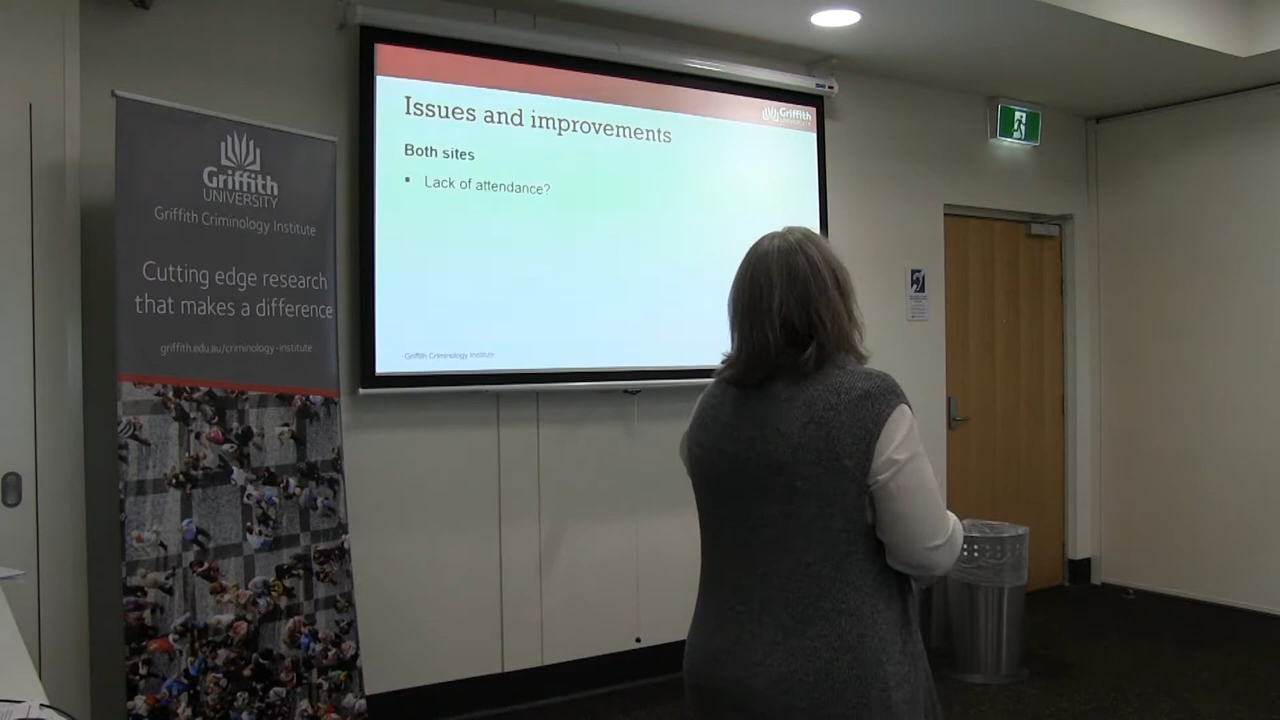 Griffith
UNIVERSITY
Griffith Criminology Institute
Cutting edge research
that makes a difference
griffith.edu.au/criminology-institute
Griffith
UNIVERSITY
Issues and improvements
Both sites
▪ Lack of attendance?
Griffith Criminology Institute